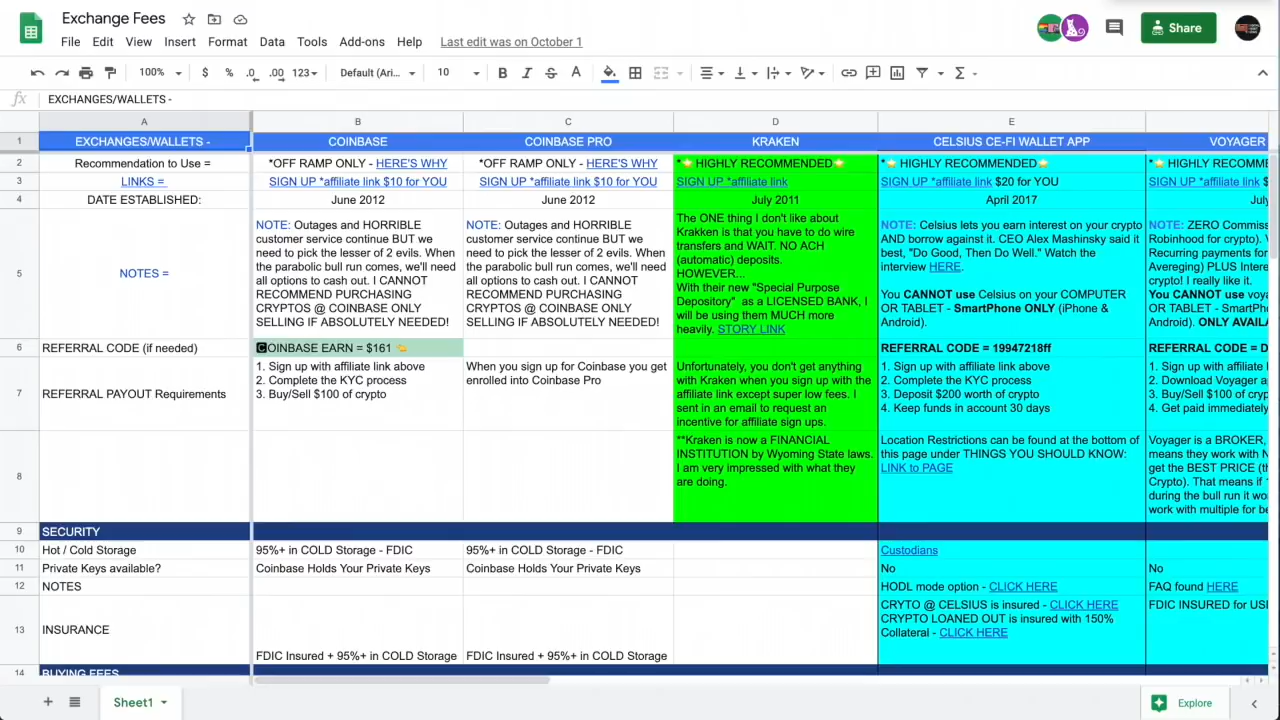 Exchange Fees
File Edit View Insert Format Data Tools Add-ons Help Last edit was on October 1
Share
100% $ % .0 .00 123 Default (Ari... 10 B I S A
fx EXCHANGES/WALLETS -
A B C D E
1 EXCHANGES/WALLETS - COINBASE COINBASE PRO KRAKEN CELSIUS CE-FI WALLET APP VOYAGER
2 Recommendation to Use = *OFF RAMP ONLY - HERE'S WHY *OFF RAMP ONLY - HERE'S WHY *⭐ HIGHLY RECOMMENDED⭐ *⭐ HIGHLY RECOMMENDED⭐ *⭐ HIGHLY RECOMME
3 LINKS = SIGN UP *affiliate link $10 for YOU SIGN UP *affiliate link $10 for YOU SIGN UP *affiliate link SIGN UP *affiliate link $20 for YOU SIGN UP *affiliate link $
4 DATE ESTABLISHED: June 2012 June 2012 July 2011 April 2017 July
5 NOTES =
NOTE: Outages and HORRIBLE
customer service continue BUT we
need to pick the lesser of 2 evils. When
the parabolic bull run comes, we'll need
all options to cash out. I CANNOT
RECOMMEND PURCHASING
CRYPTOS @ COINBASE ONLY
SELLING IF ABSOLUTELY NEEDED!
NOTE: Outages and HORRIBLE
customer service continue BUT we
need to pick the lesser of 2 evils. When
the parabolic bull run comes, we'll need
all options to cash out. I CANNOT
RECOMMEND PURCHASING
CRYPTOS @ COINBASE ONLY
SELLING IF ABSOLUTELY NEEDED!
The ONE thing I don't like about
Krakken is that you have to do wire
transfers and WAIT. NO ACH
(automatic) deposits.
HOWEVER...
With their new "Special Purpose
Depository" as a LICENSED BANK, I
will be using them MUCH more
heavily. STORY LINK
NOTE: Celsius lets you earn interest on your crypto
AND borrow against it. CEO Alex Mashinsky said it
best, "Do Good, Then Do Well." Watch the
interview HERE.
You CANNOT use Celsius on your COMPUTER
OR TABLET - SmartPhone ONLY (iPhone &
Android).
NOTE: ZERO Commiss
Robinhood for crypto). V
Recurring payments for
Avereging) PLUS Intere
crypto! I really like it.
You CANNOT use voya
OR TABLET - SmartPho
Android). ONLY AVAILA
6 REFERRAL CODE (if needed) COINBASE EARN = $161 REFERRAL CODE = 19947218ff REFERRAL CODE = D
7 REFERRAL PAYOUT Requirements
1. Sign up with affiliate link above
2. Complete the KYC process
3. Buy/Sell $100 of crypto
When you sign up for Coinbase you get
enrolled into Coinbase Pro
Unfortunately, you don't get anything
with Kraken when you sign up with the
affiliate link except super low fees. I
sent in an email to request an
incentive for affiliate sign ups.
1. Sign up with affiliate link above
2. Complete the KYC process
3. Deposit $200 worth of crypto
4. Keep funds in account 30 days
1. Sign up with affiliate l
2. Download Voyager a
3. Buy/Sell $100 of cryp
4. Get paid immediately
8
**Kraken is now a FINANCIAL
INSTITUTION by Wyoming State laws.
I am very impressed with what they
are doing.
Location Restrictions can be found at the bottom of
this page under THINGS YOU SHOULD KNOW:
LINK to PAGE
Voyager is a BROKER,
means they work with N
get the BEST PRICE (th
Crypto). That means if
during the bull run it wo
work with multiple for be
9 SECURITY
10 Hot / Cold Storage 95%+ in COLD Storage - FDIC 95%+ in COLD Storage - FDIC Custodians
11 Private Keys available? Coinbase Holds Your Private Keys Coinbase Holds Your Private Keys No No
12 NOTES HODL mode option - CLICK HERE FAQ found HERE
13 INSURANCE
FDIC Insured + 95%+ in COLD Storage FDIC Insured + 95%+ in COLD Storage
CRYTO @ CELSIUS is insured - CLICK HERE
CRYPTO LOANED OUT is insured with 150%
Collateral - CLICK HERE
FDIC INSURED for US
14 BUYING FEES
Sheet1
Explore